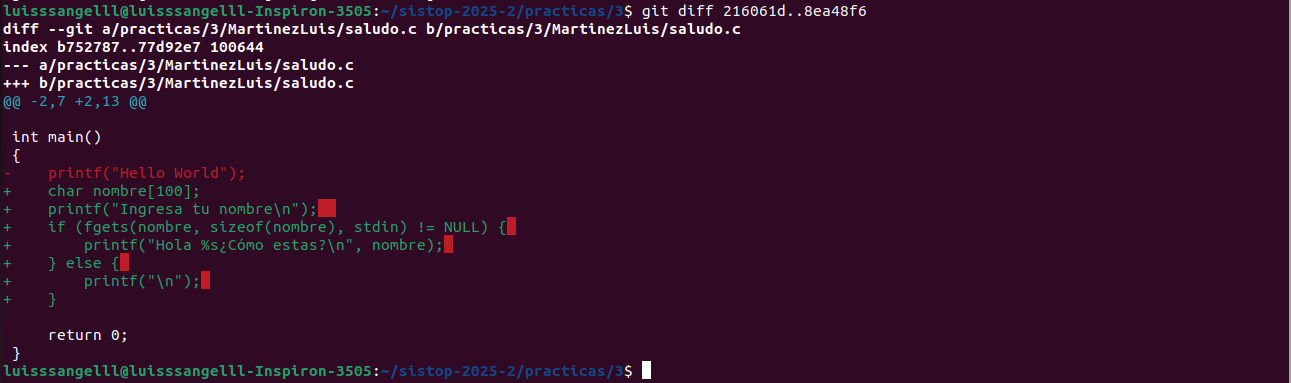 luisssangelll@luisssangelll-Inspiron-3505:~/sistop-2025-2/practicas/3$ git diff 216061d..8ea48f6
diff --git a/practicas/3/MartinezLuis/saludo.c b/practicas/3/MartinezLuis/saludo.c
index b752787..77d92e7 100644
--- a/practicas/3/MartinezLuis/saludo.c
+++ b/practicas/3/MartinezLuis/saludo.c
@@ -2,7 +2,13 @@
 int main()
 {
-    printf("Hello World");
+    char nombre[100];
+    printf("Ingresa tu nombre\n");
+    if (fgets(nombre, sizeof(nombre), stdin) != NULL) {
+        printf("Hola %s¿Cómo estas?\n", nombre);
+    } else {
+        printf("\n");
+    }
     return 0;
 }
luisssangelll@luisssangelll-Inspiron-3505:~/sistop-2025-2/practicas/3$